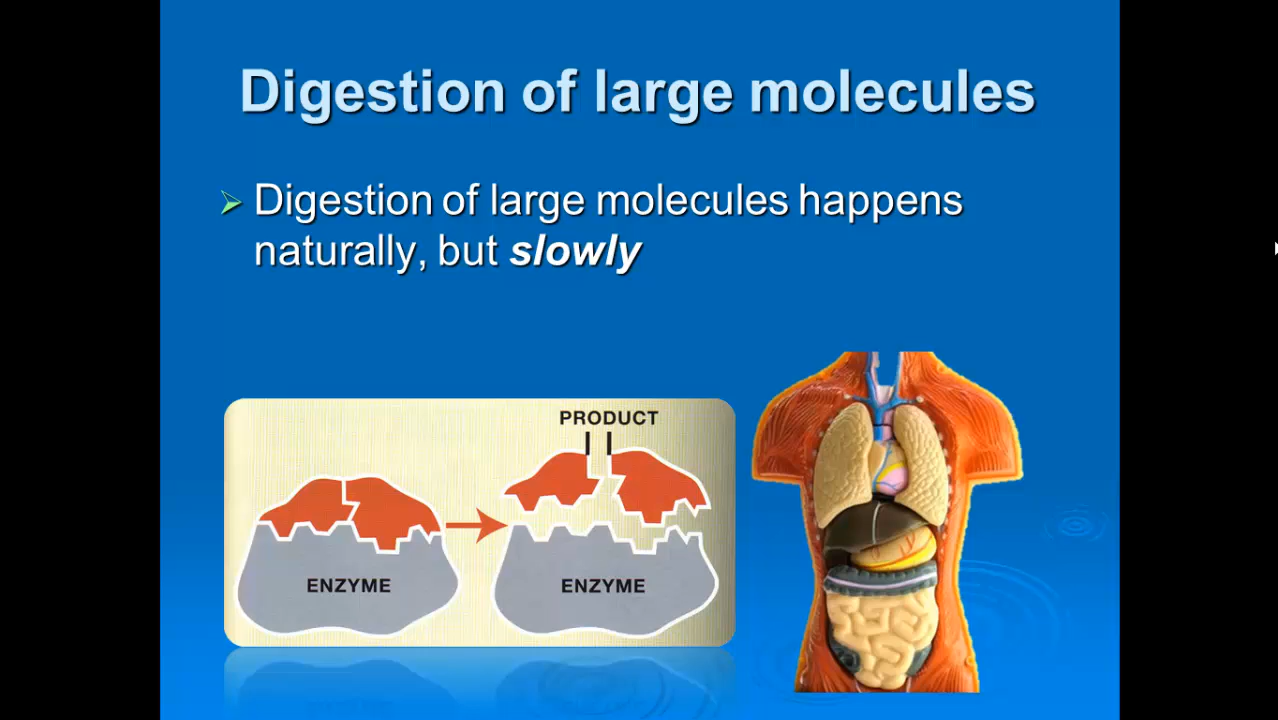 Digestion of large molecules
Digestion of large molecules happens
naturally, but slowly
PRODUCT
ENZYME
ENZYME